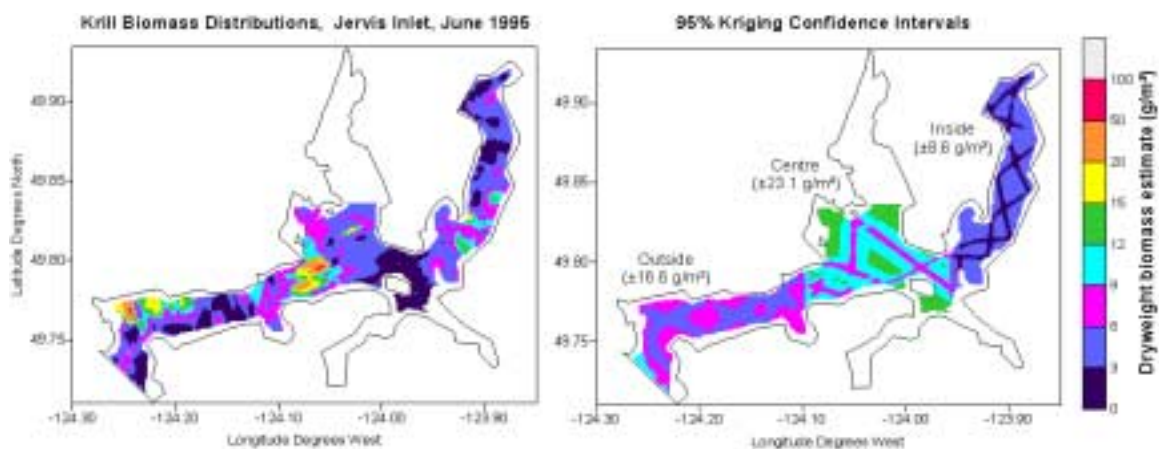 Krill Biomass Distributions, Jervis Inlet, June 1995
Latitude Degrees North
49.90
49.85
49.80
49.75
-124.30
-124.20
-124.10
-124.00
-123.90
Longitude Degrees West
95% Kriging Confidence Intervals
49.90
49.85
49.80
49.75
Inside
(±8.6 g/m²)
Centre
(±23.1 g/m²)
Outside
(±16.6 g/m²)
-124.30
-124.10
-124.00
-123.90
Longitude Degrees West
100
50
20
15
12
9
6
3
0
Dryweight biomass estimate (g/m²)